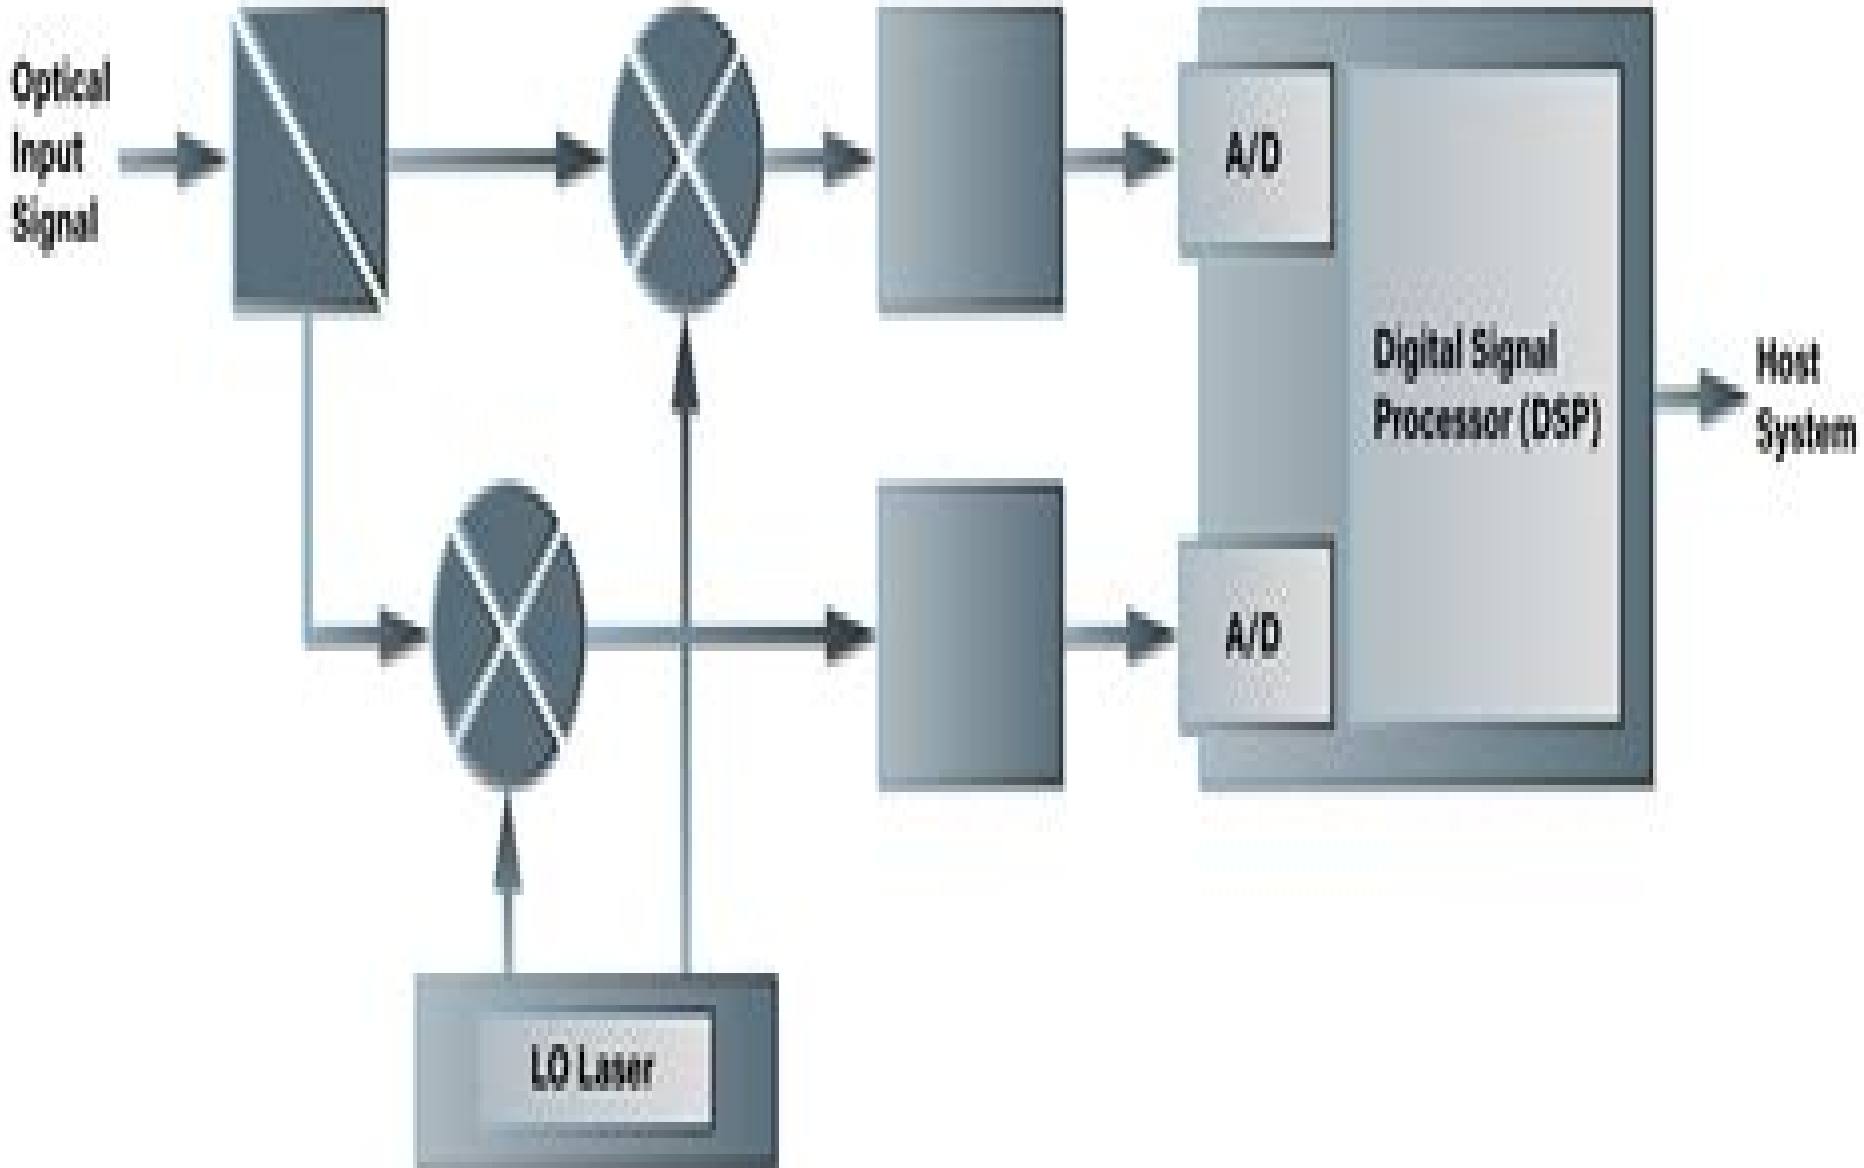 Optical
Input
Signal
A/D
Digital Signal
Processor (DSP)
Host
System
A/D
LO Laser